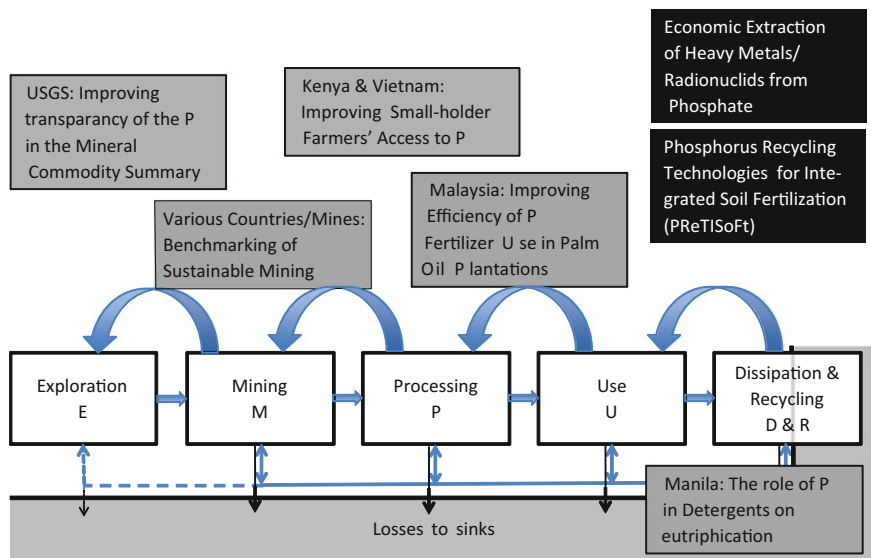 Economic Extraction
of Heavy Metals/
Radionuclids from
Phosphate
USGS: Improving
transparancy of the P
in the Mineral
Commodity Summary
Kenya & Vietnam:
Improving Small-holder
Farmers' Access to P
Phosphorus Recycling
Technologies for Inte-
grated Soil Fertilization
(PReTISoFt)
Various Countries/Mines:
Benchmarking of
Sustainable Mining
Malaysia: Improving
Efficiency of P
Fertilizer U se in Palm
Oil P lantations
Exploration
E
Mining
M
Processing
P
Use
U
Dissipation &
Recycling
D & R
Manila: The role of P
in Detergents on
eutriphication
Losses to sinks